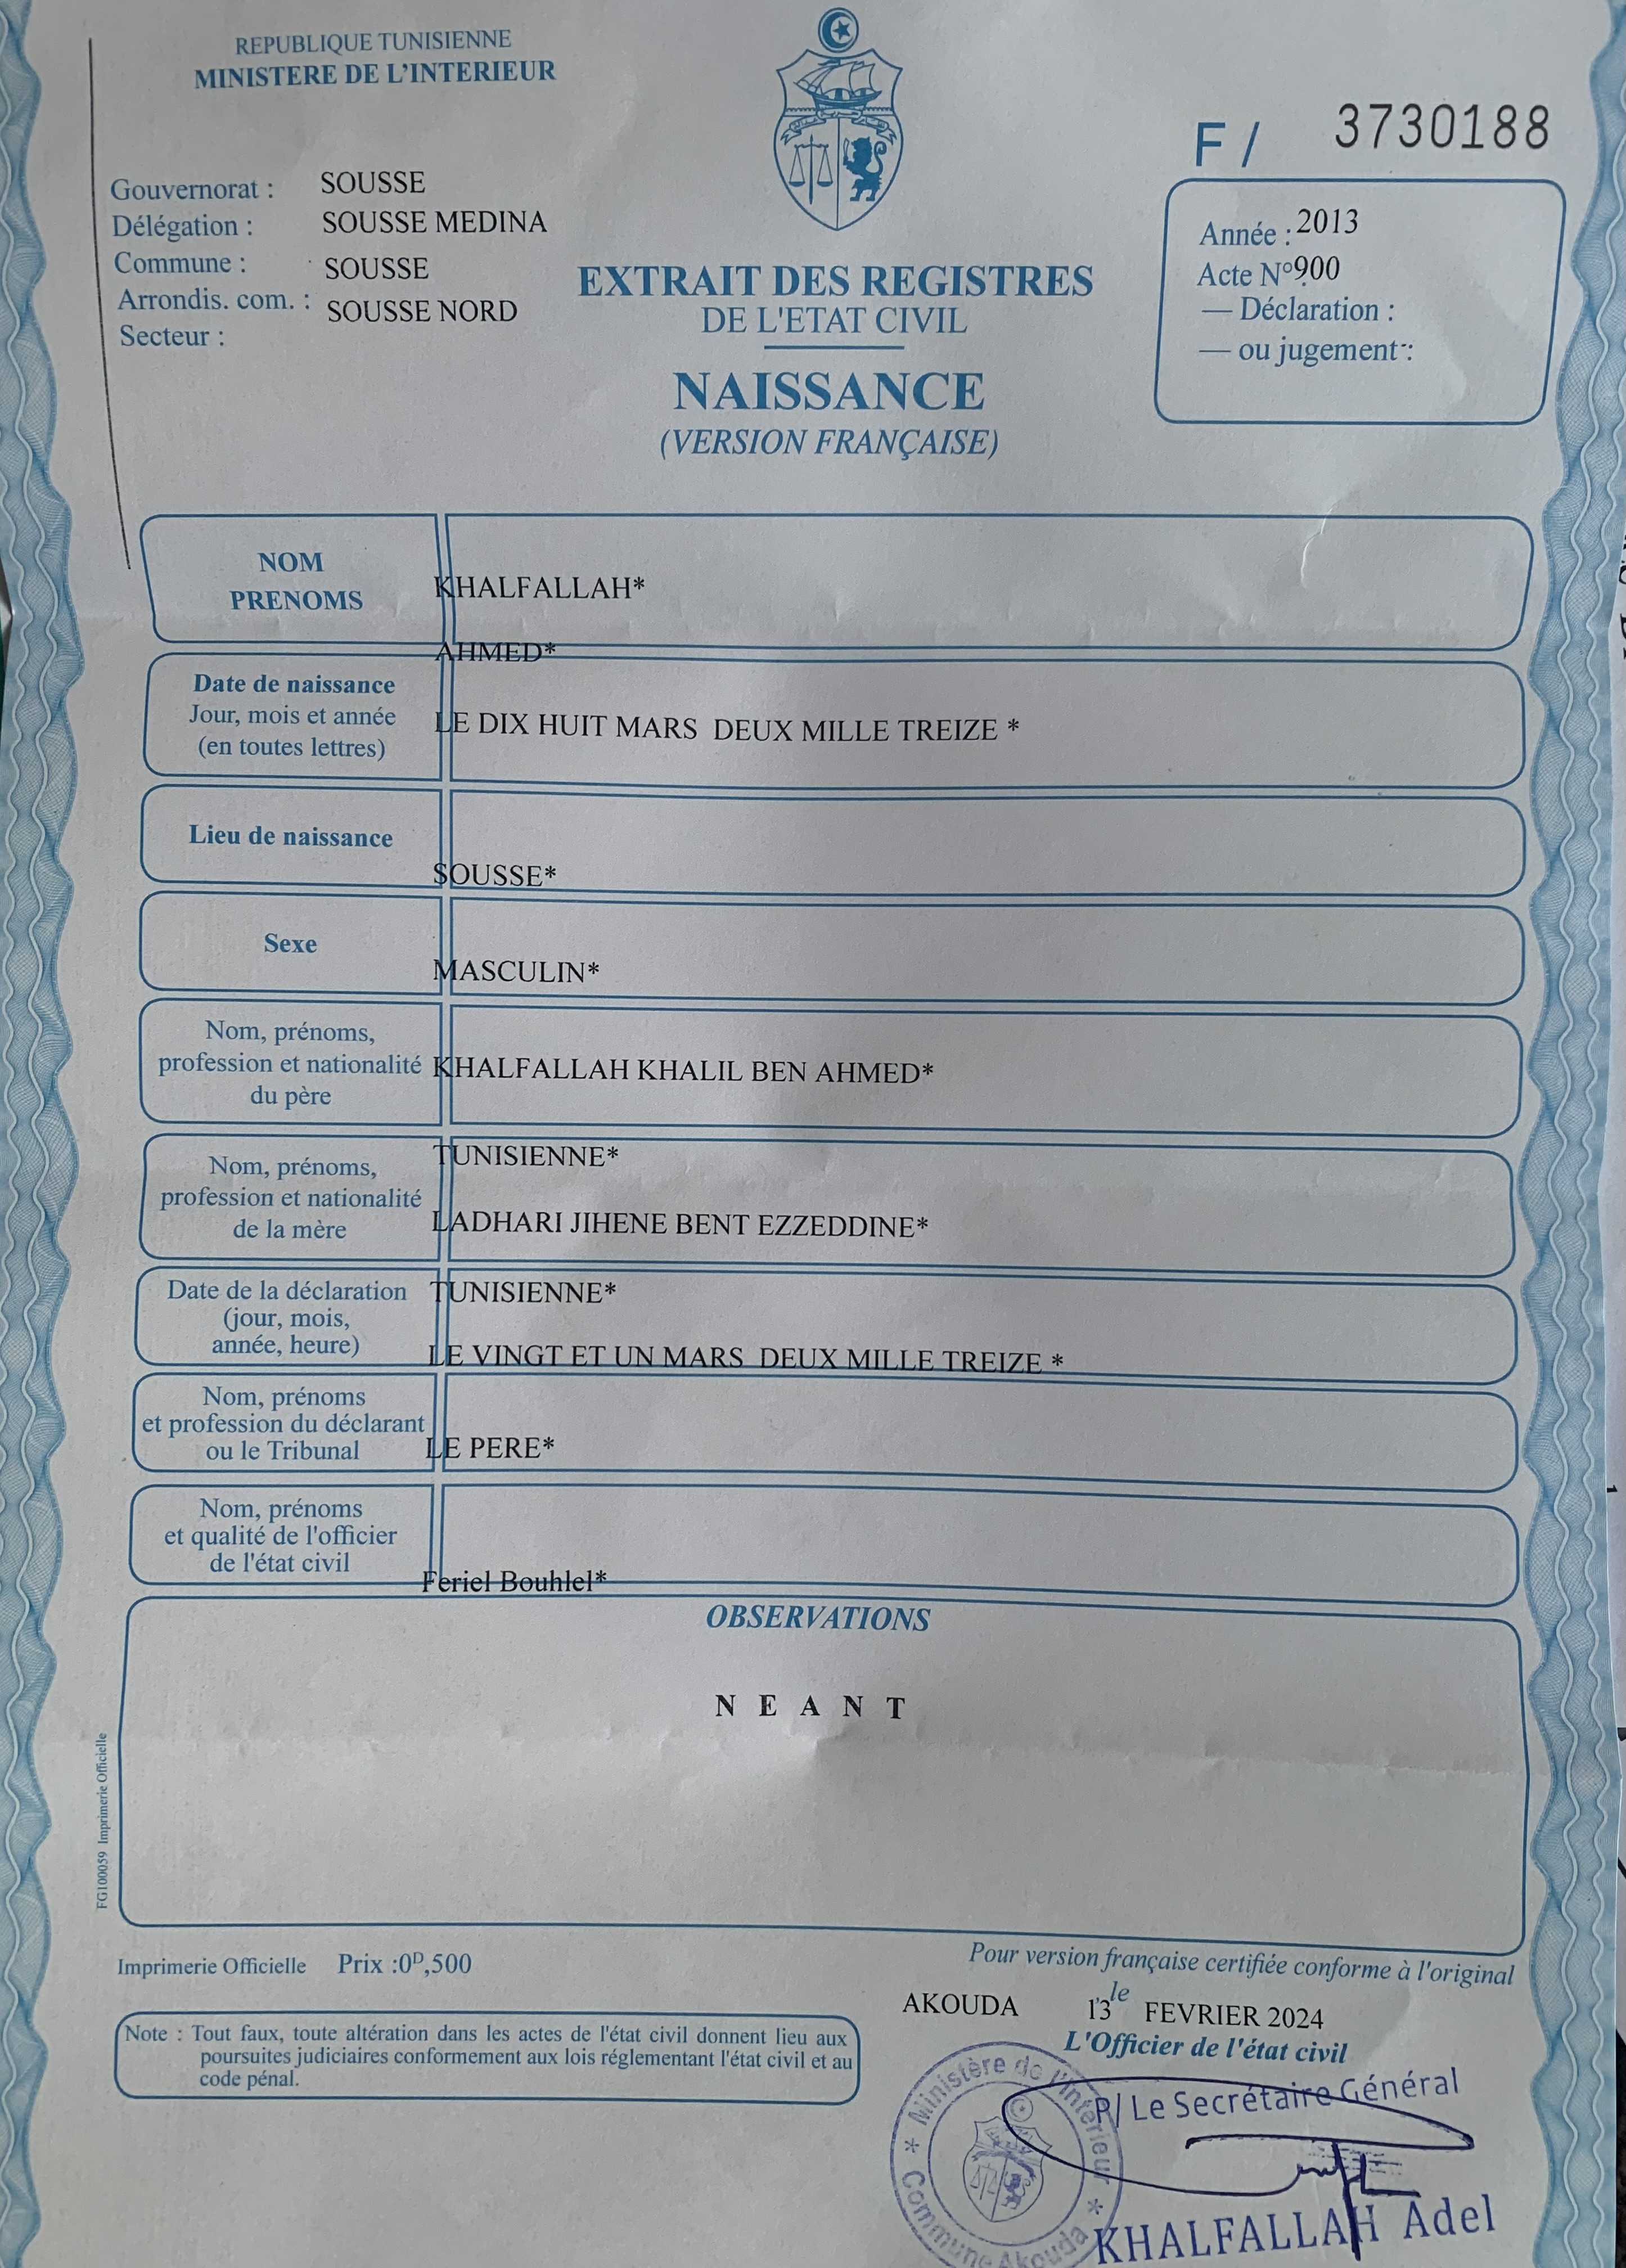 REPUBLIQUE TUNISIENNE
MINISTERE DE L'INTERIEUR
F / 3730188
Gouvernorat : SOUSSE
Délégation : SOUSSE MEDINA
Commune : SOUSSE
Arrondis. com. : SOUSSE NORD
Secteur :
Année : 2013
Acte N° 900
— Déclaration :
— ou jugement :
EXTRAIT DES REGISTRES
DE L'ETAT CIVIL
NAISSANCE
(VERSION FRANÇAISE)
NOM
PRENOMS
KHALFALLAH*
AHMED*
Date de naissance
Jour, mois et année
(en toutes lettres)
LE DIX HUIT MARS DEUX MILLE TREIZE *
Lieu de naissance
SOUSSE*
Sexe
MASCULIN*
Nom, prénoms,
profession et nationalité
du père
KHALFALLAH KHALIL BEN AHMED*
TUNISIENNE*
Nom, prénoms,
profession et nationalité
de la mère
LADHARI JIHENE BENT EZZEDDINE*
TUNISIENNE*
Date de la déclaration
(jour, mois,
année, heure)
LE VINGT ET UN MARS DEUX MILLE TREIZE *
Nom, prénoms
et profession du déclarant
ou le Tribunal
LE PERE*
Nom, prénoms
et qualité de l'officier
de l'état civil
Feriel Bouhlel*
OBSERVATIONS
N E A N T
FG100059 Imprimerie Officielle
Imprimerie Officielle Prix :0D,500
Pour version française certifiée conforme à l'original
AKOUDA le 13 FEVRIER 2024
L'Officier de l'état civil
Note : Tout faux, toute altération dans les actes de l'état civil donnent lieu aux
poursuites judiciaires conformement aux lois réglementant l'état civil et au
code pénal.
P/ Le Secrétaire Général
KHALFALLAH Adel
* Ministère de l'Intérieur *
Commune Akouda